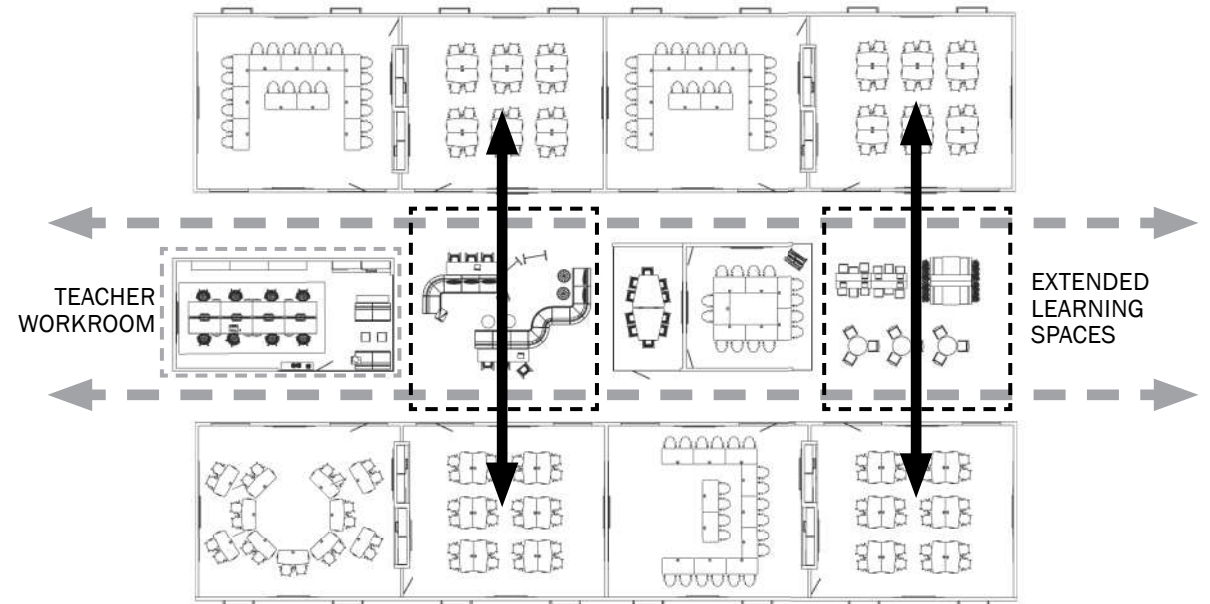 TEACHER
WORKROOM
EXTENDED
LEARNING
SPACES